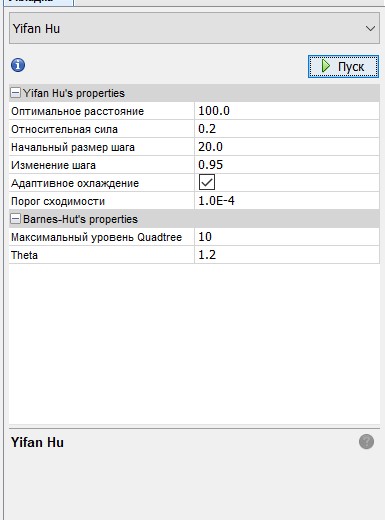 Yifan Hu
Пуск
Yifan Hu's properties
Оптимальное расстояние 100.0
Относительная сила 0.2
Начальный размер шага 20.0
Изменение шага 0.95
Адаптивное охлаждение
Порог сходимости 1.0E-4
Barnes-Hut's properties
Максимальный уровень Quadtree 10
Theta 1.2
Yifan Hu